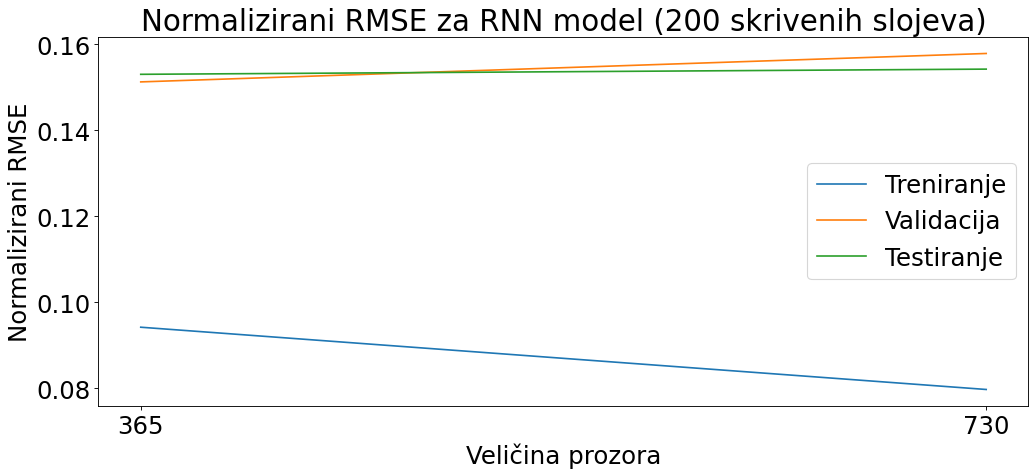 Normalizirani RMSE za RNN model (200 skrivenih slojeva)
0.16
0.14
0.12
0.10
0.08
Normalizirani RMSE
Treniranje
Validacija
Testiranje
365
730
Veličina prozora